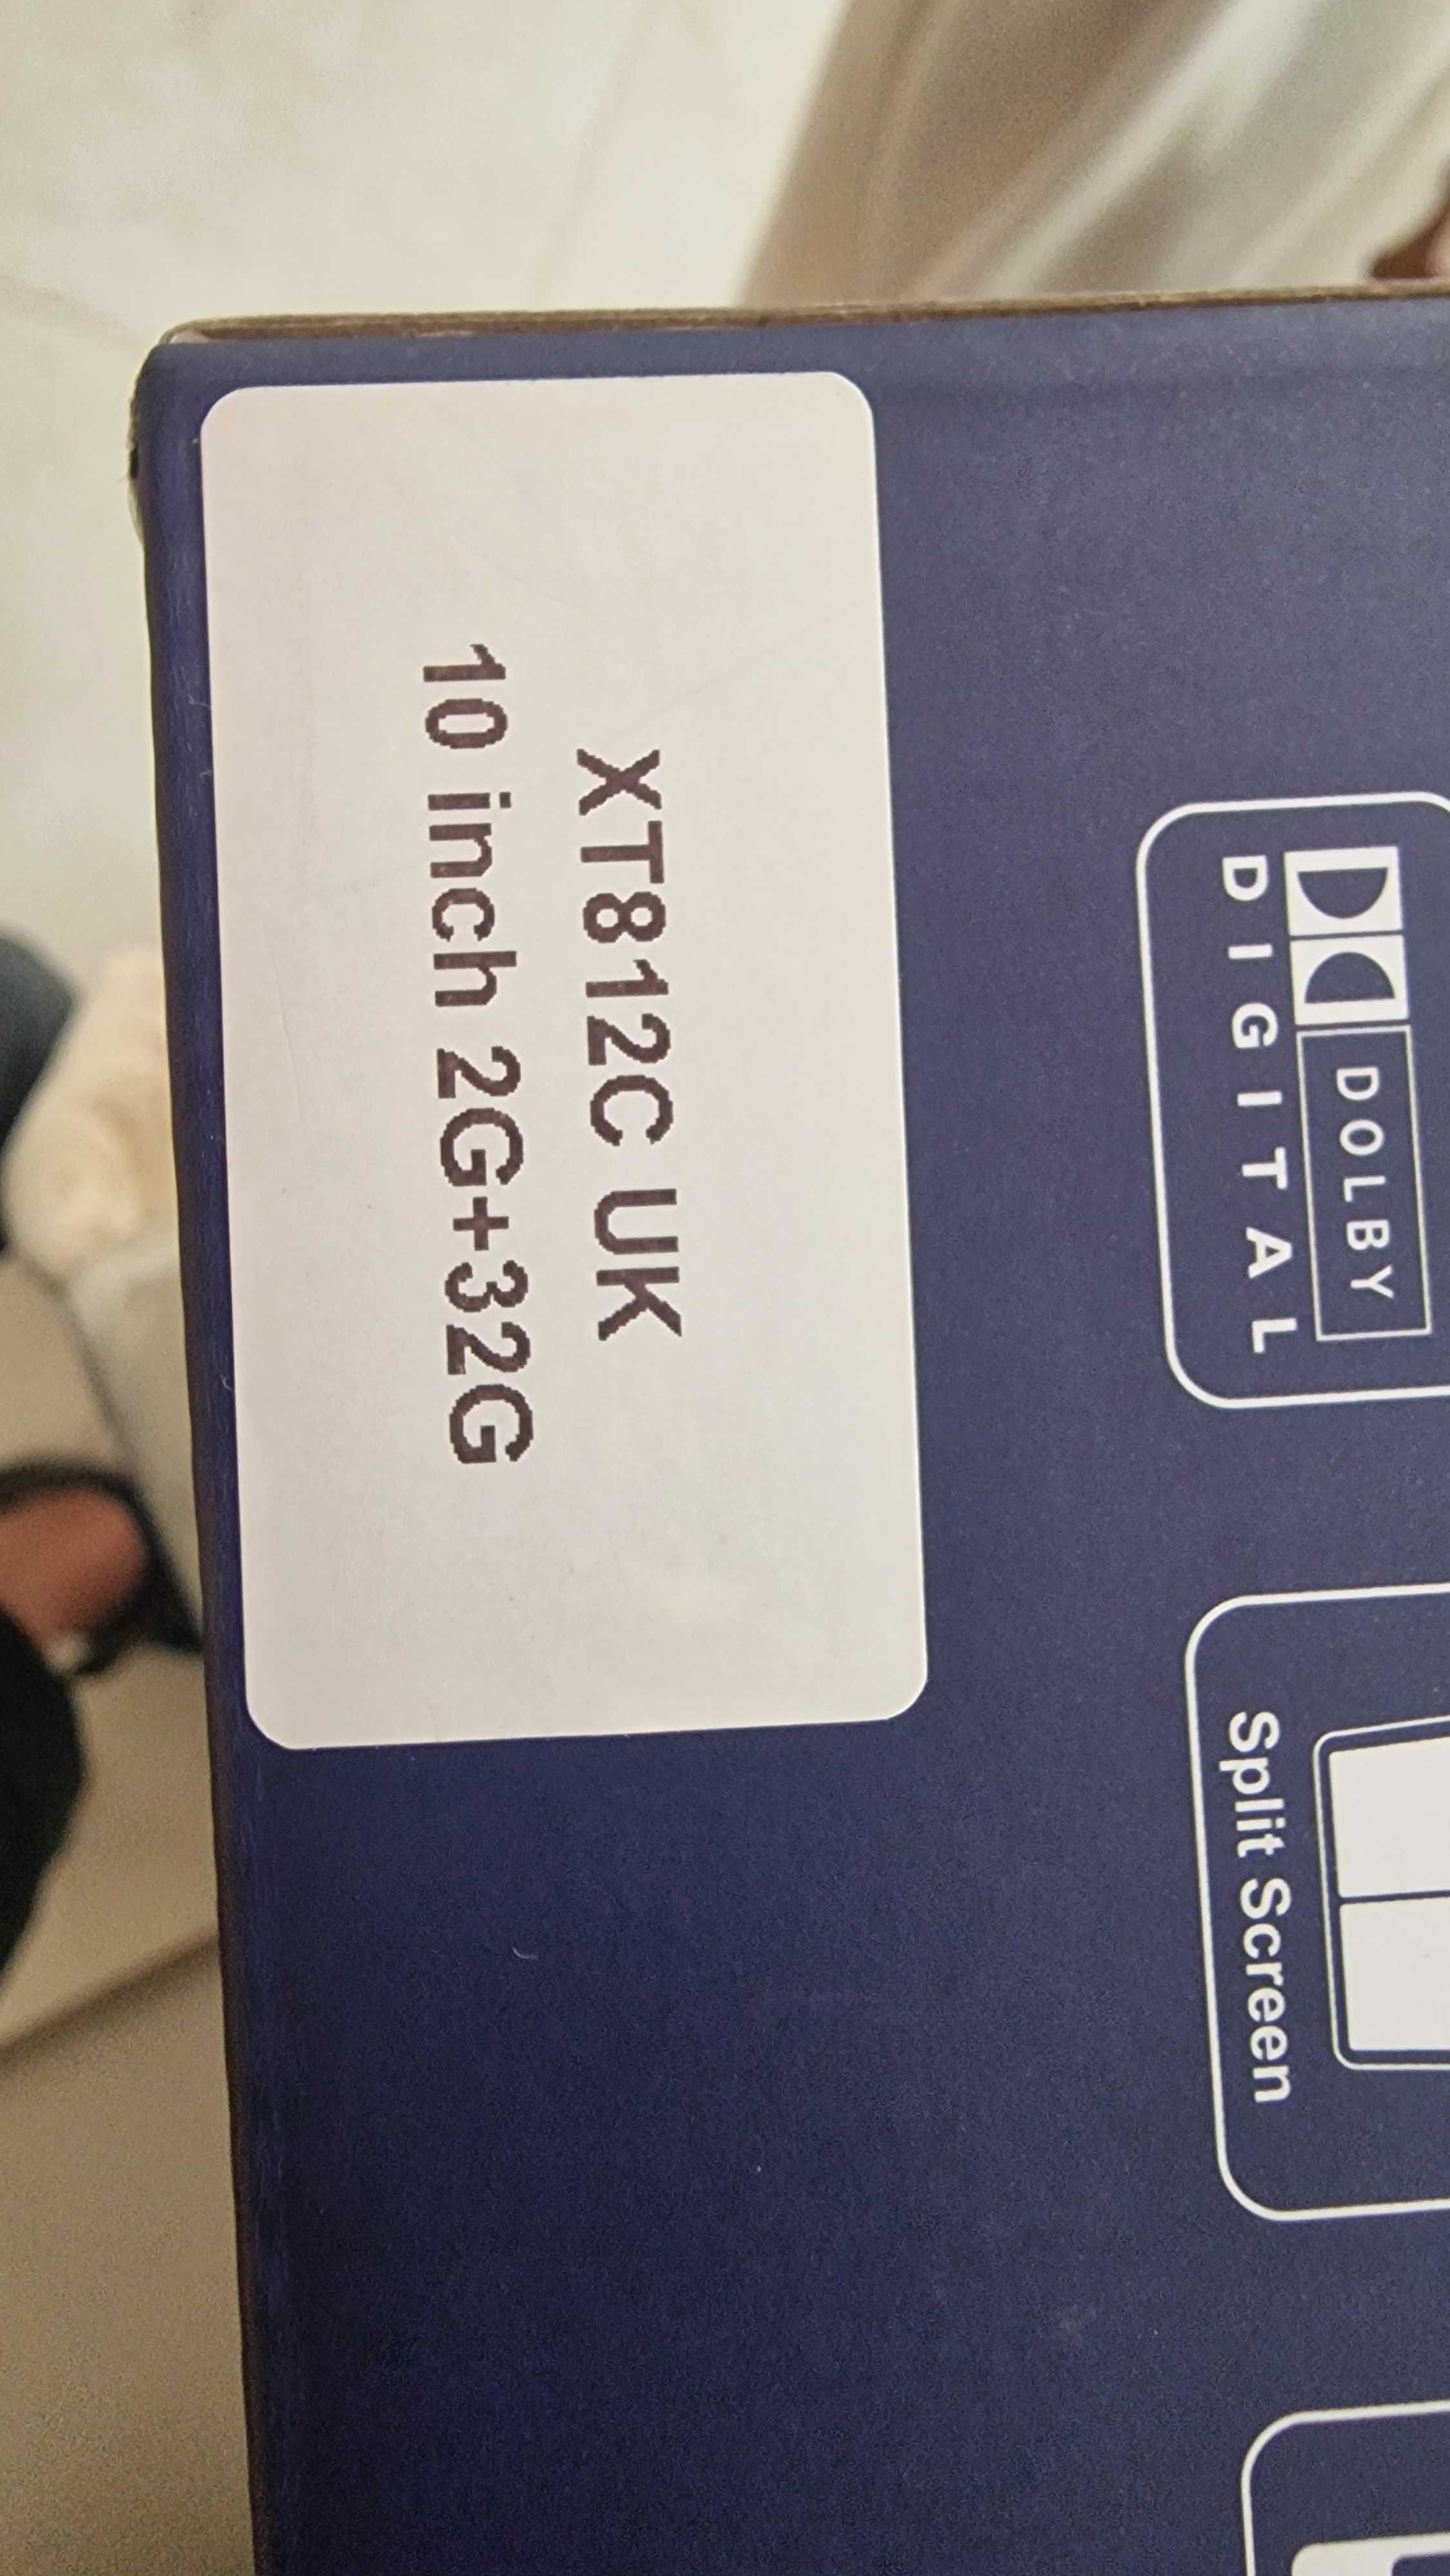 XT812C UK
10 inch 2G+32G
DOLBY
DIGITAL
Split Screen